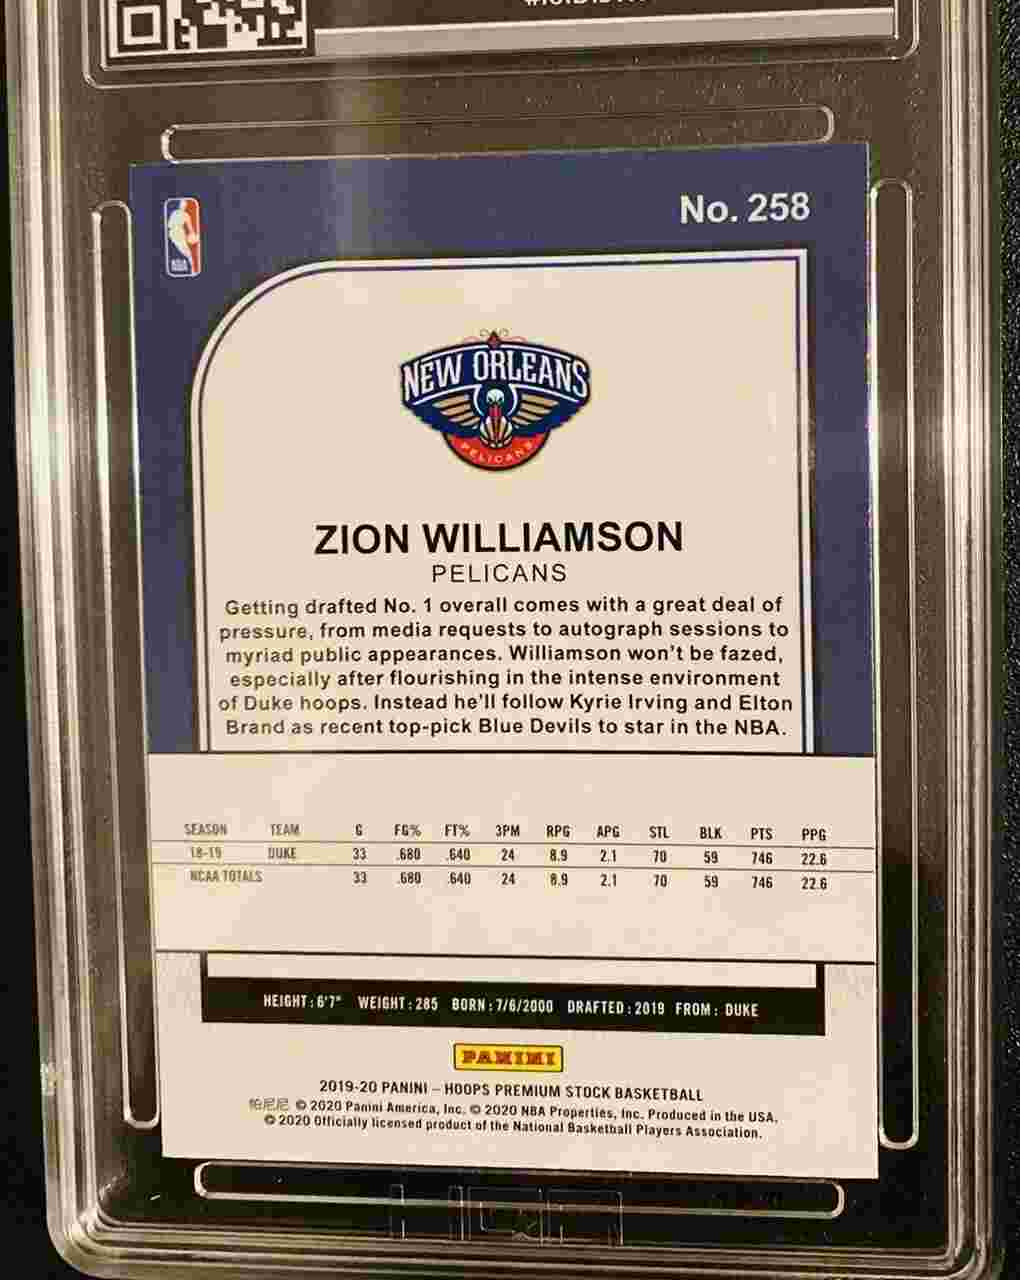 No. 258
NBA
NEW ORLEANS
PELICANS
ZION WILLIAMSON
PELICANS
Getting drafted No. 1 overall comes with a great deal of
pressure, from media requests to autograph sessions to
myriad public appearances. Williamson won't be fazed,
especially after flourishing in the intense environment
of Duke hoops. Instead he'll follow Kyrie Irving and Elton
Brand as recent top-pick Blue Devils to star in the NBA.
SEASON TEAM G FG% FT% 3PM RPG APG STL BLK PTS PPG
18-19 DUKE 33 .680 .640 24 8.9 2.1 70 59 746 22.6
NCAA TOTALS 33 .680 .640 24 8.9 2.1 70 59 746 22.6
HEIGHT: 6'7" WEIGHT: 285 BORN: 7/6/2000 DRAFTED: 2019 FROM: DUKE
PANINI
2019-20 PANINI – HOOPS PREMIUM STOCK BASKETBALL
帕尼尼 © 2020 Panini America, Inc. © 2020 NBA Properties, Inc. Produced in the USA.
© 2020 Officially licensed product of the National Basketball Players Association.